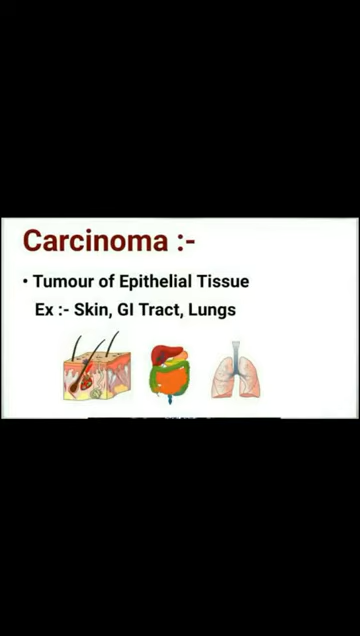 Carcinoma :-
• Tumour of Epithelial Tissue
Ex :- Skin, GI Tract, Lungs